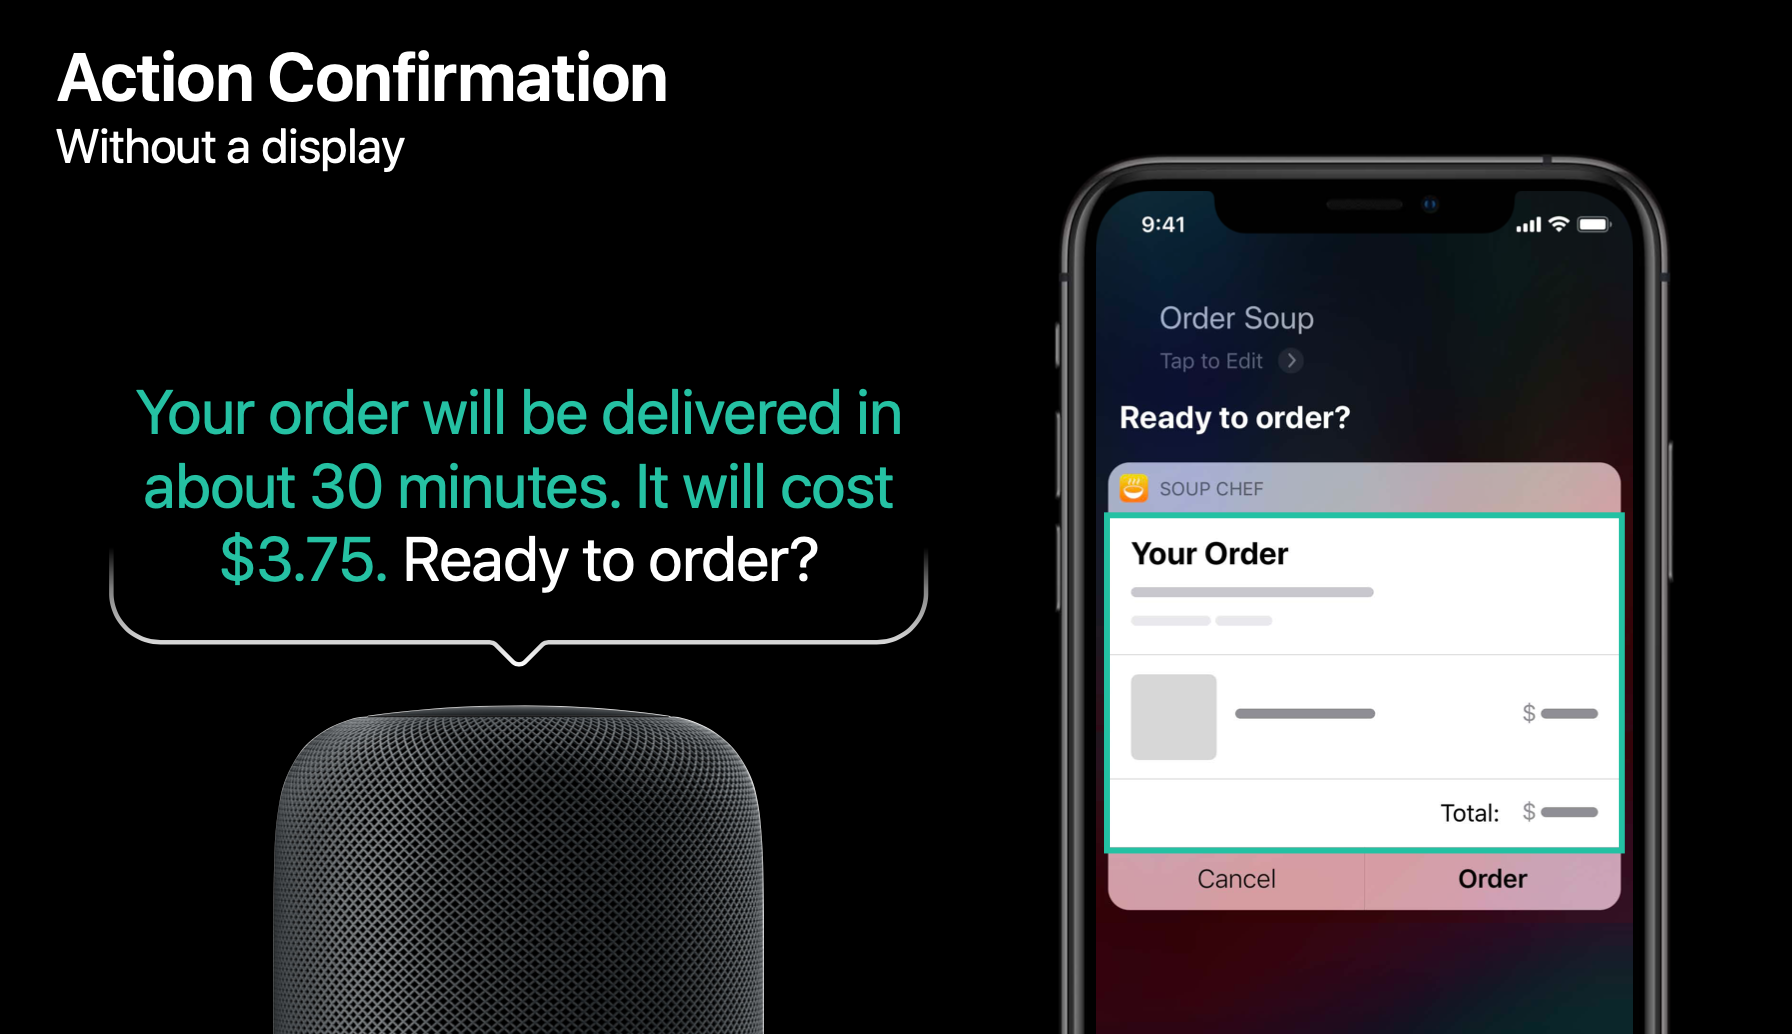 Action Confirmation
Without a display
Your order will be delivered in
about 30 minutes. It will cost
$3.75. Ready to order?
9:41
Order Soup
Tap to Edit
Ready to order?
SOUP CHEF
Your Order
$
Total: $
Cancel Order